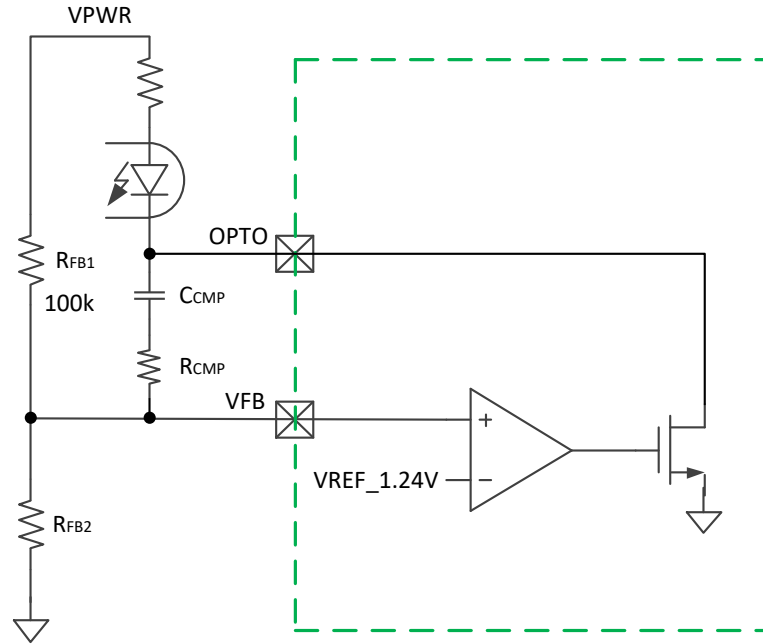 VPWR
OPTO
RFB1
100k
CCMP
RCMP
VFB
+
VREF_1.24V
−
RFB2